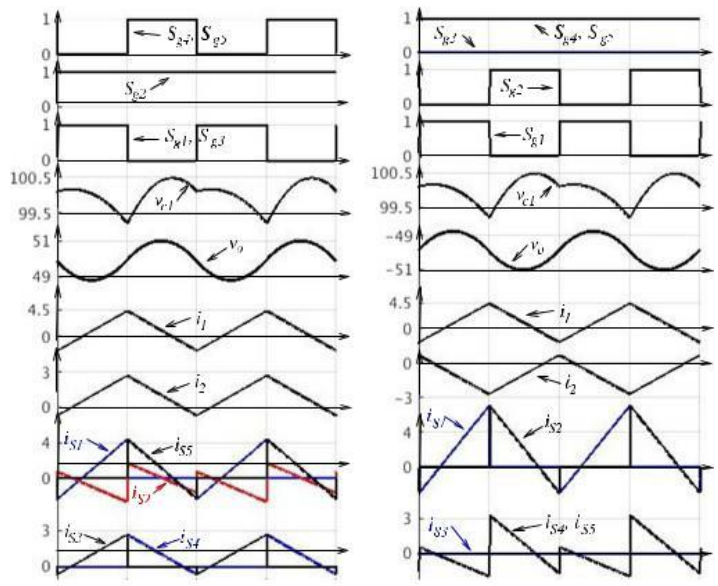 1
S_g4, S_g5
0
1
S_g2
0
1
S_g1, S_g3
0
100.5
v_c1
99.5
51
v_o
49
4.5
i_1
0
3
i_2
0
i_S1
i_S5
4
0
i_S2
i_S3
i_S4
3
0
1
S_g3
S_g4, S_g5
0
1
S_g2
0
1
S_g1
0
100.5
v_c1
99.5
-49
v_o
-51
4.5
i_1
0
0
i_2
-3
i_S1
i_S2
4
0
3
i_S3
i_S4, i_S5
0